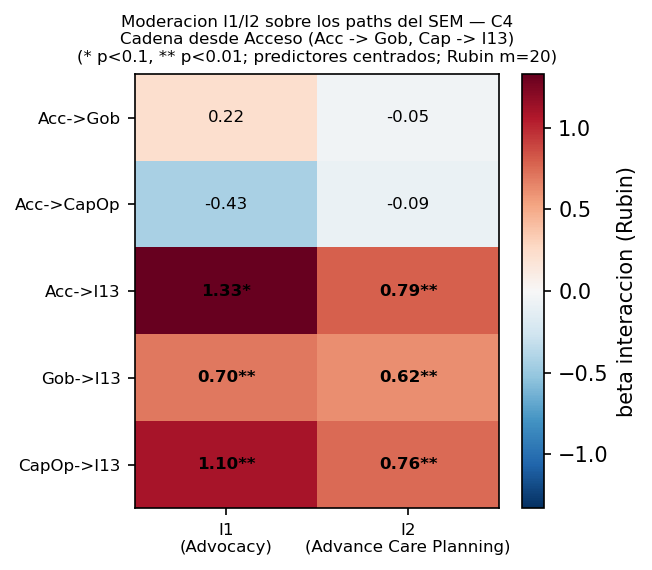 Moderacion I1/I2 sobre los paths del SEM — C4
Cadena desde Acceso (Acc -> Gob, Cap -> I13)
(* p<0.1, ** p<0.01; predictores centrados; Rubin m=20)
Acc->Gob
0.22
-0.05
Acc->CapOp
-0.43
-0.09
Acc->I13
1.33*
0.79**
Gob->I13
0.70**
0.62**
CapOp->I13
1.10**
0.76**
I1
(Advocacy)
I2
(Advance Care Planning)
1.0
0.5
0.0
−0.5
−1.0
beta interaccion (Rubin)